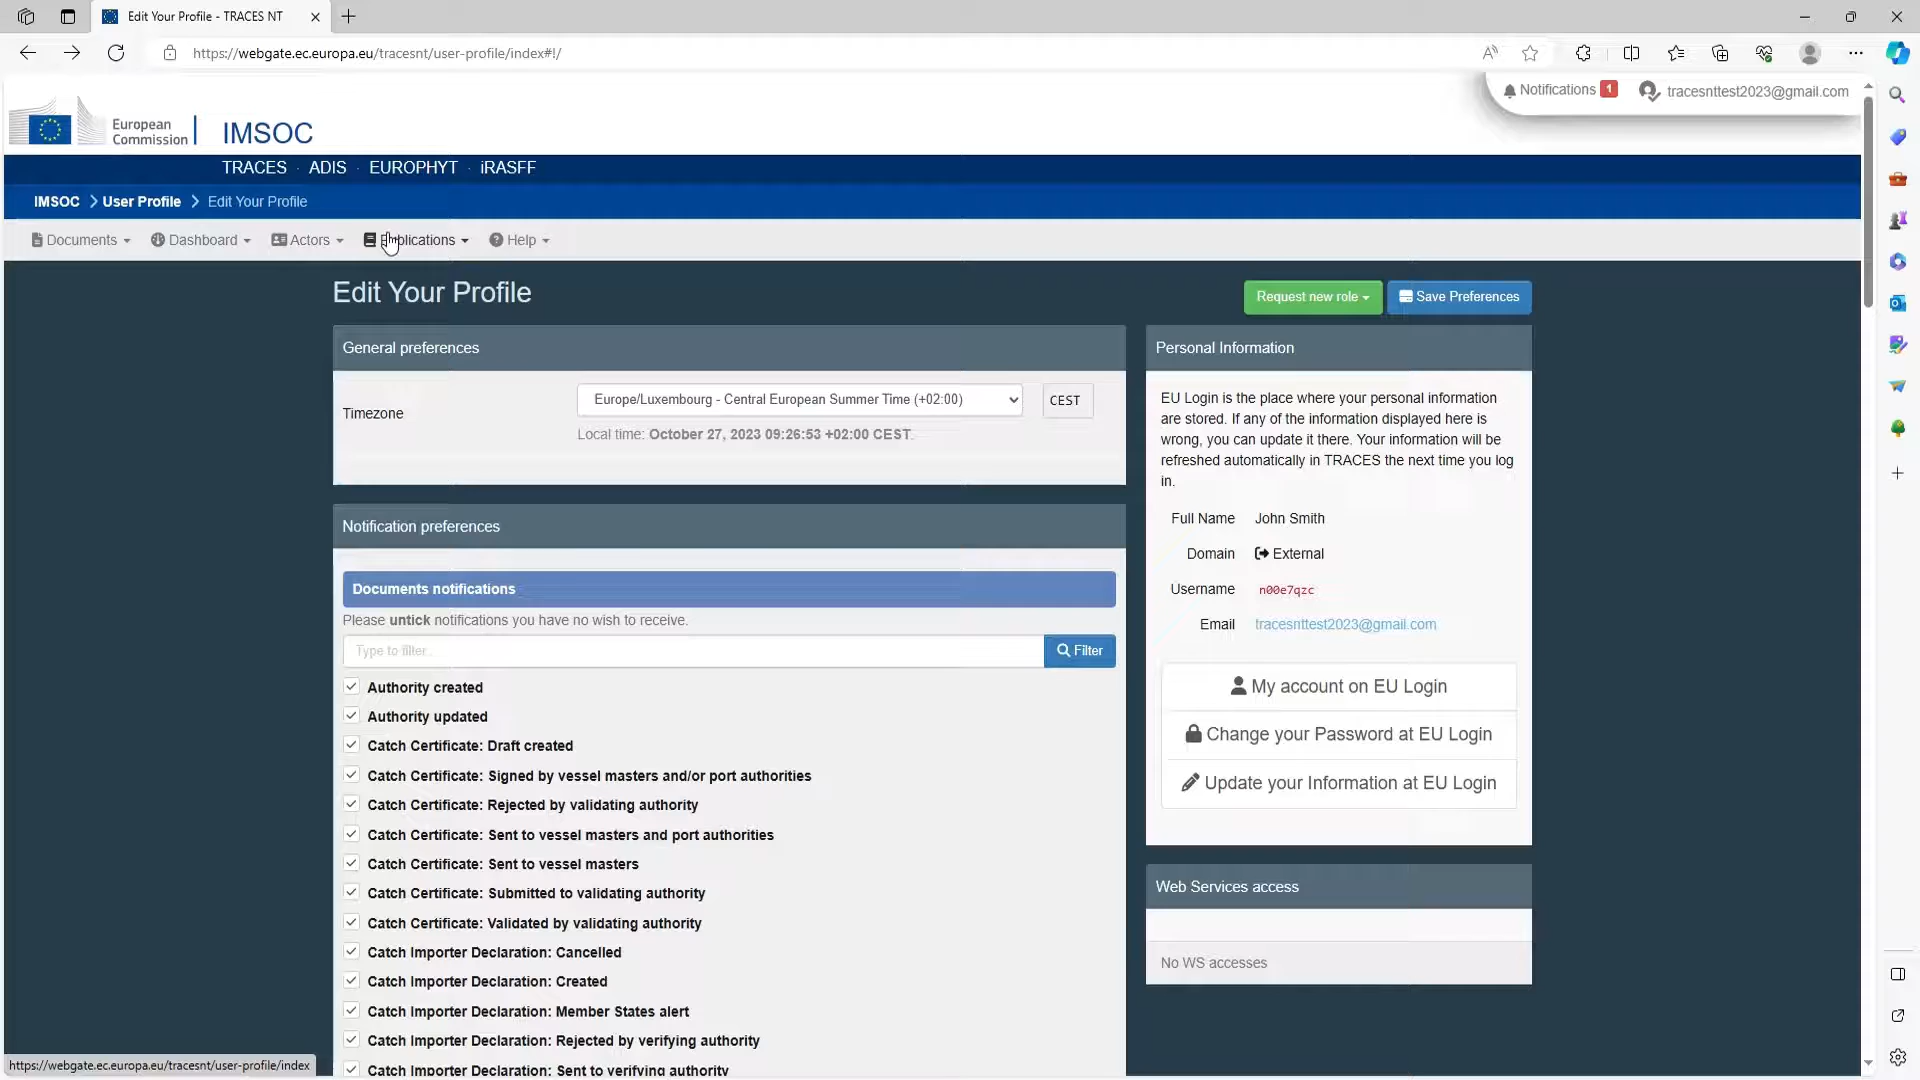 Edit Your Profile - TRACES NT
https://webgate.ec.europa.eu/tracesnt/user-profile/index#!/
Notifications 1 tracesnttest2023@gmail.com
European
Commission
IMSOC
TRACES · ADIS · EUROPHYT · iRASFF
IMSOC > User Profile > Edit Your Profile
Documents Dashboard Actors Publications Help
Edit Your Profile
Request new role
Save Preferences
General preferences
Timezone
Europe/Luxembourg - Central European Summer Time (+02:00)
CEST
Local time: October 27, 2023 09:26:53 +02:00 CEST.
Notification preferences
Documents notifications
Please untick notifications you have no wish to receive.
Type to filter..
Filter
Authority created
Authority updated
Catch Certificate: Draft created
Catch Certificate: Signed by vessel masters and/or port authorities
Catch Certificate: Rejected by validating authority
Catch Certificate: Sent to vessel masters and port authorities
Catch Certificate: Sent to vessel masters
Catch Certificate: Submitted to validating authority
Catch Certificate: Validated by validating authority
Catch Importer Declaration: Cancelled
Catch Importer Declaration: Created
Catch Importer Declaration: Member States alert
Catch Importer Declaration: Rejected by verifying authority
Catch Importer Declaration: Sent to verifying authority
Personal Information
EU Login is the place where your personal information
are stored. If any of the information displayed here is
wrong, you can update it there. Your information will be
refreshed automatically in TRACES the next time you log
in.
Full Name John Smith
Domain External
Username n00e7qzc
Email tracesnttest2023@gmail.com
My account on EU Login
Change your Password at EU Login
Update your Information at EU Login
Web Services access
No WS accesses
https://webgate.ec.europa.eu/tracesnt/user-profile/index